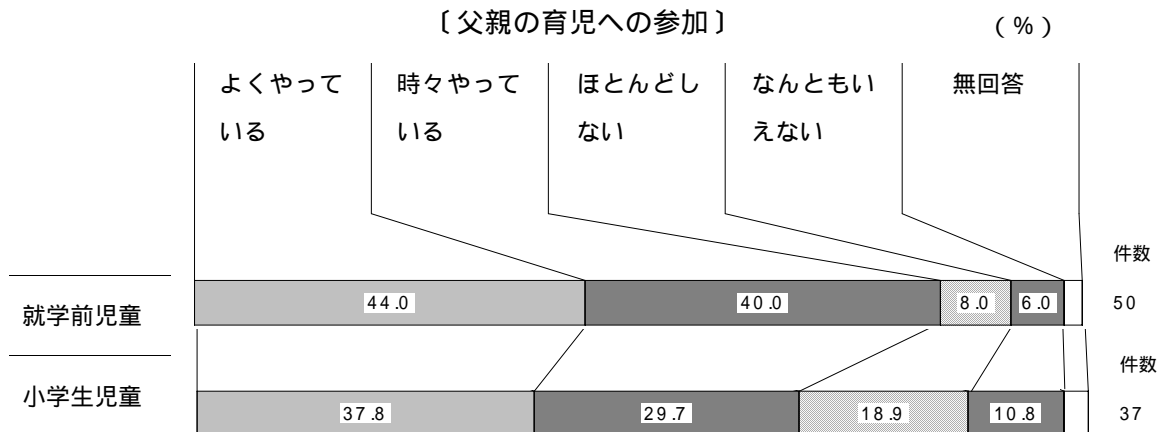 〔父親の育児への参加〕 (%)
よくやって 時々やって ほとんどし なんともい 無回答
いる いる ない えない
件数
就学前児童 44.0 40.0 8.0 6.0 50
件数
小学生児童 37.8 29.7 18.9 10.8 37